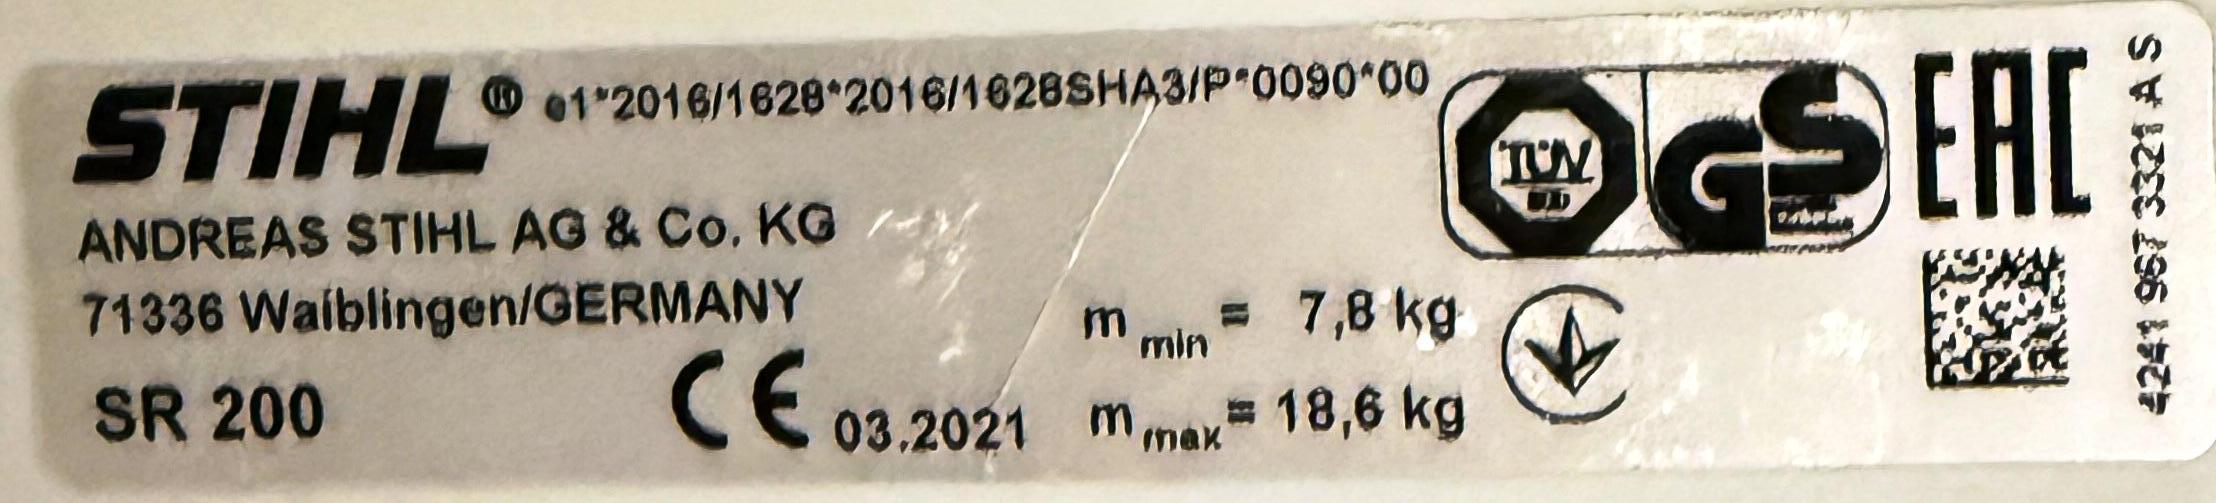 STIHL® e1*2016/1628*2016/1628SHA3/P*0090*00
ANDREAS STIHL AG & Co. KG
71336 Waiblingen/GERMANY
SR 200
CE 03.2021
m min = 7,8 kg
m max = 18,6 kg
TÜV
GS
EAC
4241 967 3321 A S